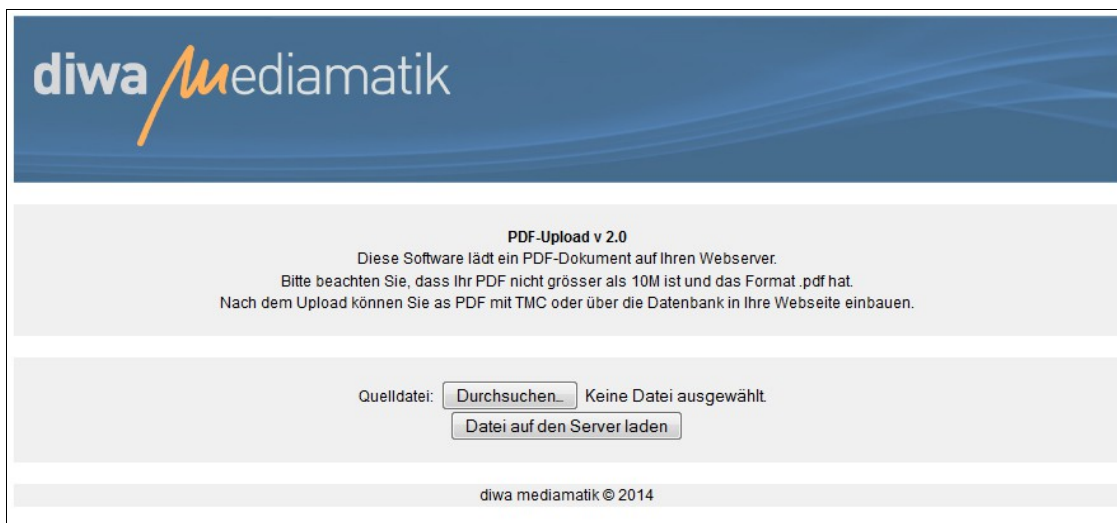 diwa Mediamatik
PDF-Upload v 2.0
Diese Software lädt ein PDF-Dokument auf Ihren Webserver.
Bitte beachten Sie, dass Ihr PDF nicht grösser als 10M ist und das Format .pdf hat.
Nach dem Upload können Sie as PDF mit TMC oder über die Datenbank in Ihre Webseite einbauen.
Quelldatei: Durchsuchen... Keine Datei ausgewählt.
Datei auf den Server laden
diwa mediamatik © 2014